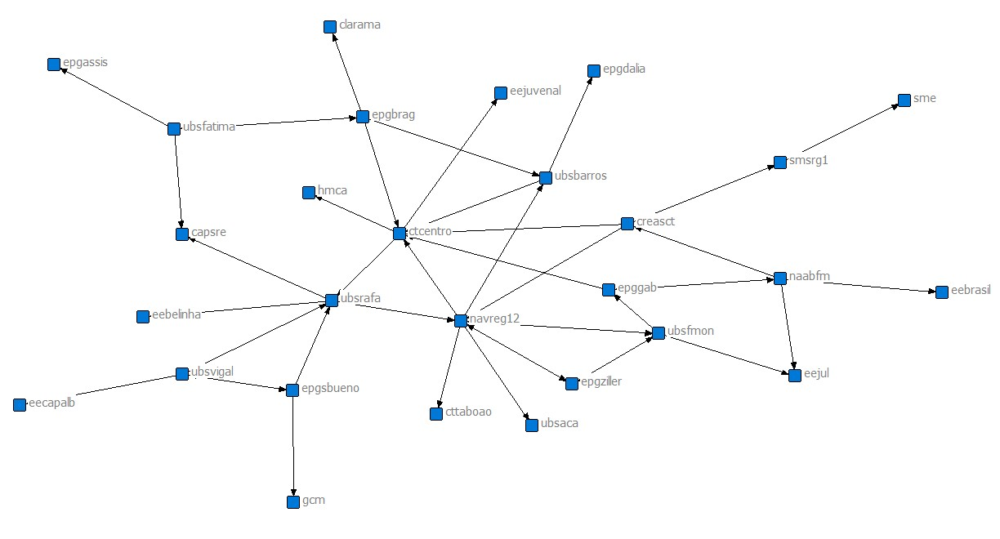 clarama
epgassis
epgdalia
eejuvenal
sme
epgbrag
ubsfatima
smsrg1
ubsbarros
hmca
creasct
capsre
ctcentro
naabfm
epggab
eebrasil
ubsrafa
eebelinha
navreg12
ubsfmon
ubsvigal
eejul
epgziller
epgsbueno
eecapalb
cttaboao
ubsaca
gcm